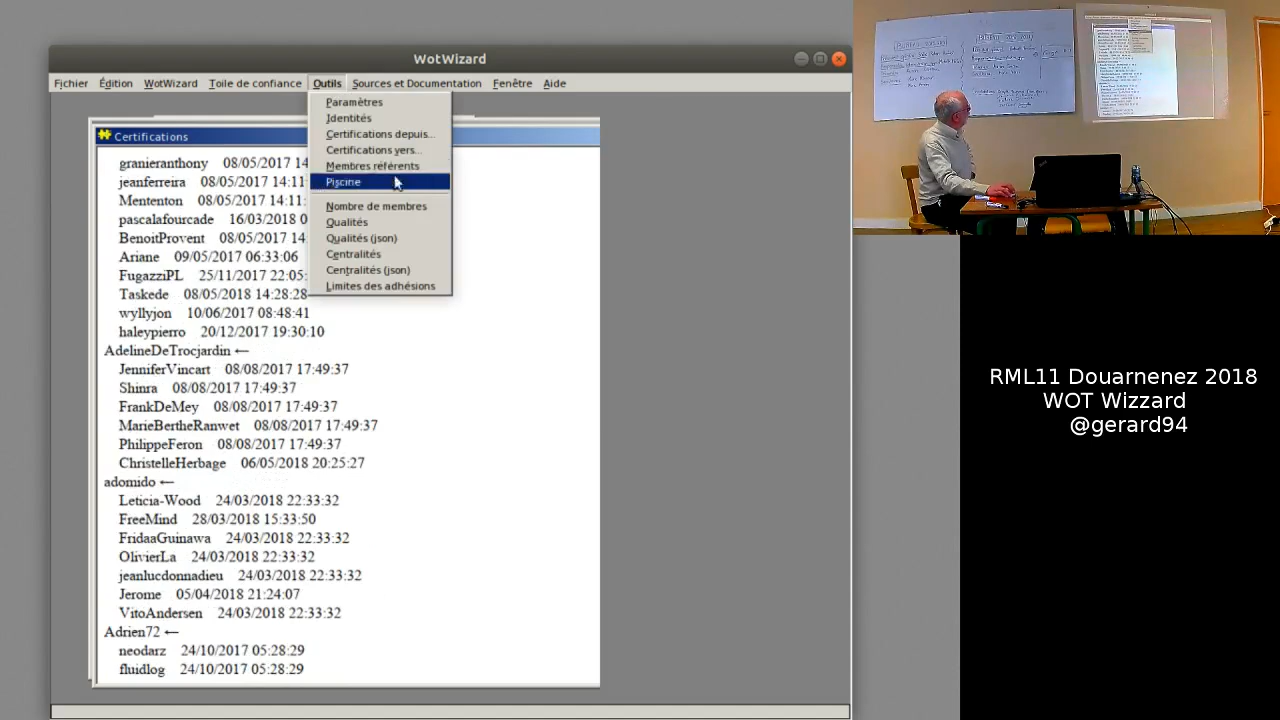 WotWizard
Fichier Édition WotWizard Toile de confiance Outils Sources et Documentation Fenêtre Aide
Paramètres
Identités
Certifications depuis...
Certifications vers...
Membres référents
Piscine
Nombre de membres
Qualités
Qualités (json)
Centralités
Centralités (json)
Limites des adhésions
Certifications
granieranthony 08/05/2017 14
jeanferreira 08/05/2017 14:11
Mententon 08/05/2017 14:11:
pascalafourcade 16/03/2018 0
BenoitProvent 08/05/2017 14
Ariane 09/05/2017 06:33:06
FugazziPL 25/11/2017 22:05:
Taskede 08/05/2018 14:28:28
wyllyjon 10/06/2017 08:48:41
haleypierro 20/12/2017 19:30:10
AdelineDeTrocjardin ←
JenniferVincart 08/08/2017 17:49:37
Shinra 08/08/2017 17:49:37
FrankDeMey 08/08/2017 17:49:37
MarieBertheRanwet 08/08/2017 17:49:37
PhilippeFeron 08/08/2017 17:49:37
ChristelleHerbage 06/05/2018 20:25:27
adomido ←
Leticia-Wood 24/03/2018 22:33:32
FreeMind 28/03/2018 15:33:50
FridaaGuinawa 24/03/2018 22:33:32
OlivierLa 24/03/2018 22:33:32
jeanlucdonnadieu 24/03/2018 22:33:32
Jerome 05/04/2018 21:24:07
VitoAndersen 24/03/2018 22:33:32
Adrien72 ←
neodarz 24/10/2017 05:28:29
fluidlog 24/10/2017 05:28:29
RML11 Douarnenez 2018
WOT Wizzard
@gerard94